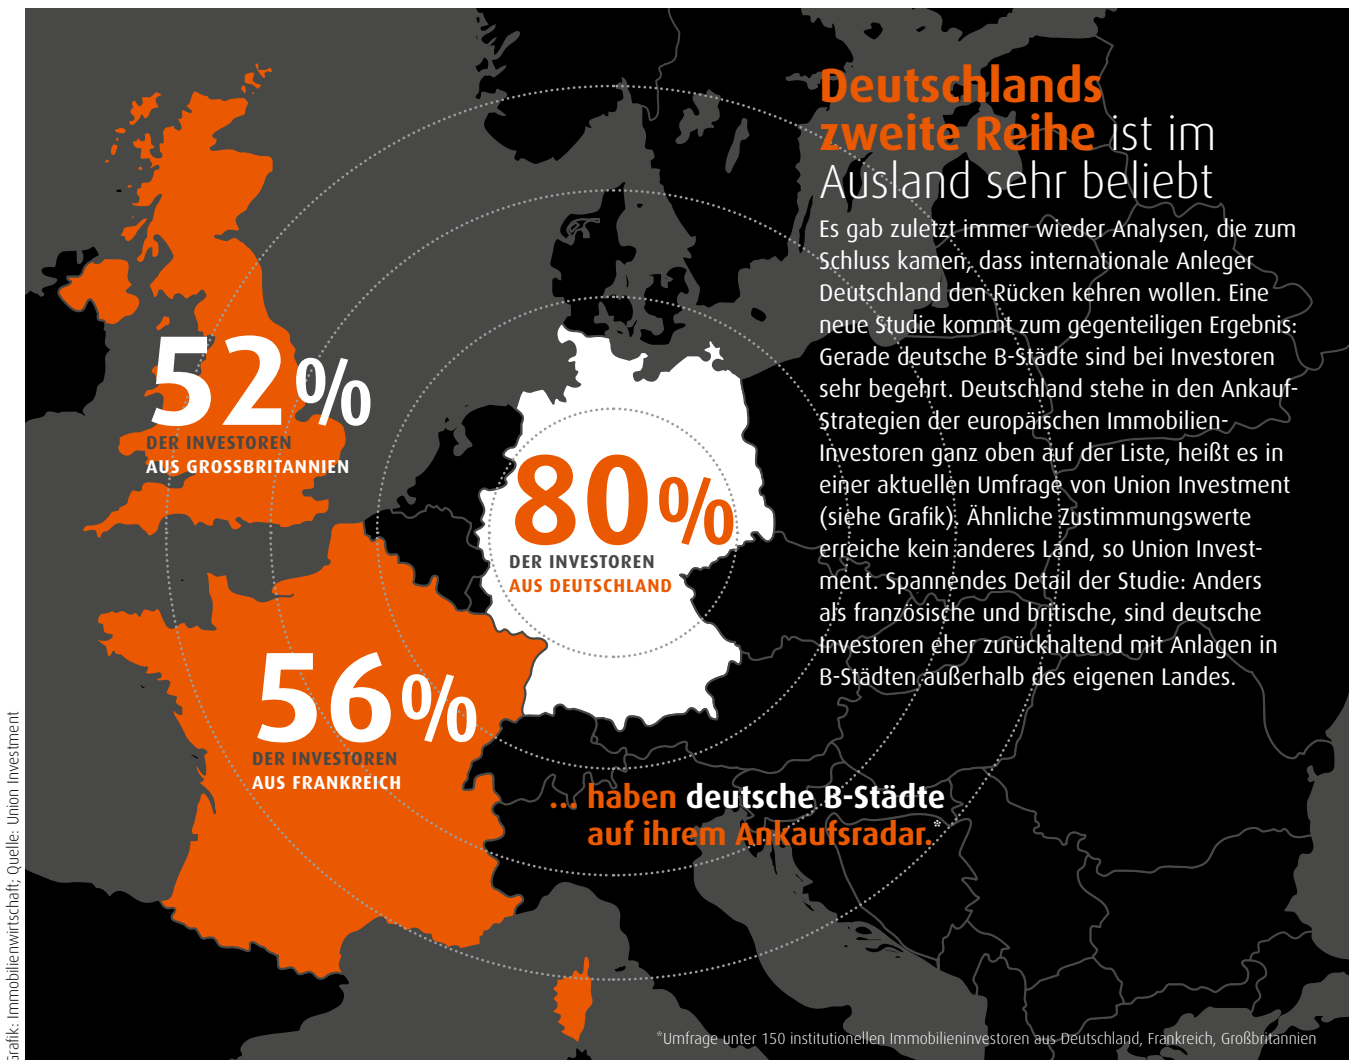 Deutschlands
zweite Reihe ist im
Ausland sehr beliebt
Es gab zuletzt immer wieder Analysen, die zum
Schluss kamen, dass internationale Anleger
Deutschland den Rücken kehren wollen. Eine
neue Studie kommt zum gegenteiligen Ergebnis:
Gerade deutsche B-Städte sind bei Investoren
sehr begehrt. Deutschland stehe in den Ankauf-
Strategien der europäischen Immobilien-
Investoren ganz oben auf der Liste, heißt es in
einer aktuellen Umfrage von Union Investment
(siehe Grafik). Ähnliche Zustimmungswerte
erreiche kein anderes Land, so Union Invest-
ment. Spannendes Detail der Studie: Anders
als französische und britische, sind deutsche
Investoren eher zurückhaltend mit Anlagen in
B-Städten außerhalb des eigenen Landes.
52%
DER INVESTOREN
AUS GROSSBRITANNIEN
80%
DER INVESTOREN
AUS DEUTSCHLAND
56%
DER INVESTOREN
AUS FRANKREICH
... haben deutsche B-Städte
auf ihrem Ankaufsradar.*
*Umfrage unter 150 institutionellen Immobilieninvestoren aus Deutschland, Frankreich, Großbritannien
Grafik: Immobilienwirtschaft; Quelle: Union Investment